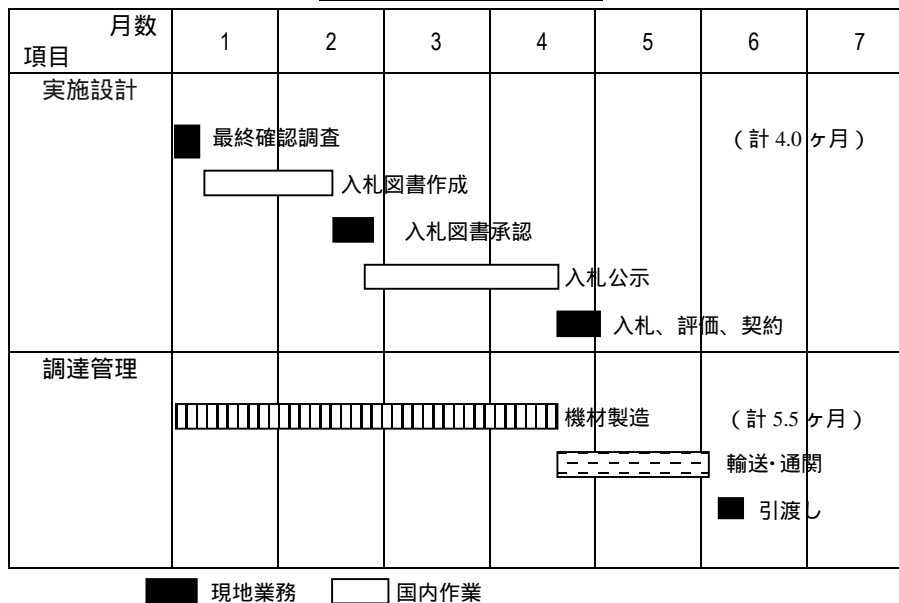 月数
項目
1 2 3 4 5 6 7
実施設計
最終確認調査 （計 4.0 ヶ月）
入札図書作成
入札図書承認
入札公示
入札、評価、契約
調達管理
機材製造 （計 5.5 ヶ月）
輸送・通関
引渡し
現地業務 国内作業